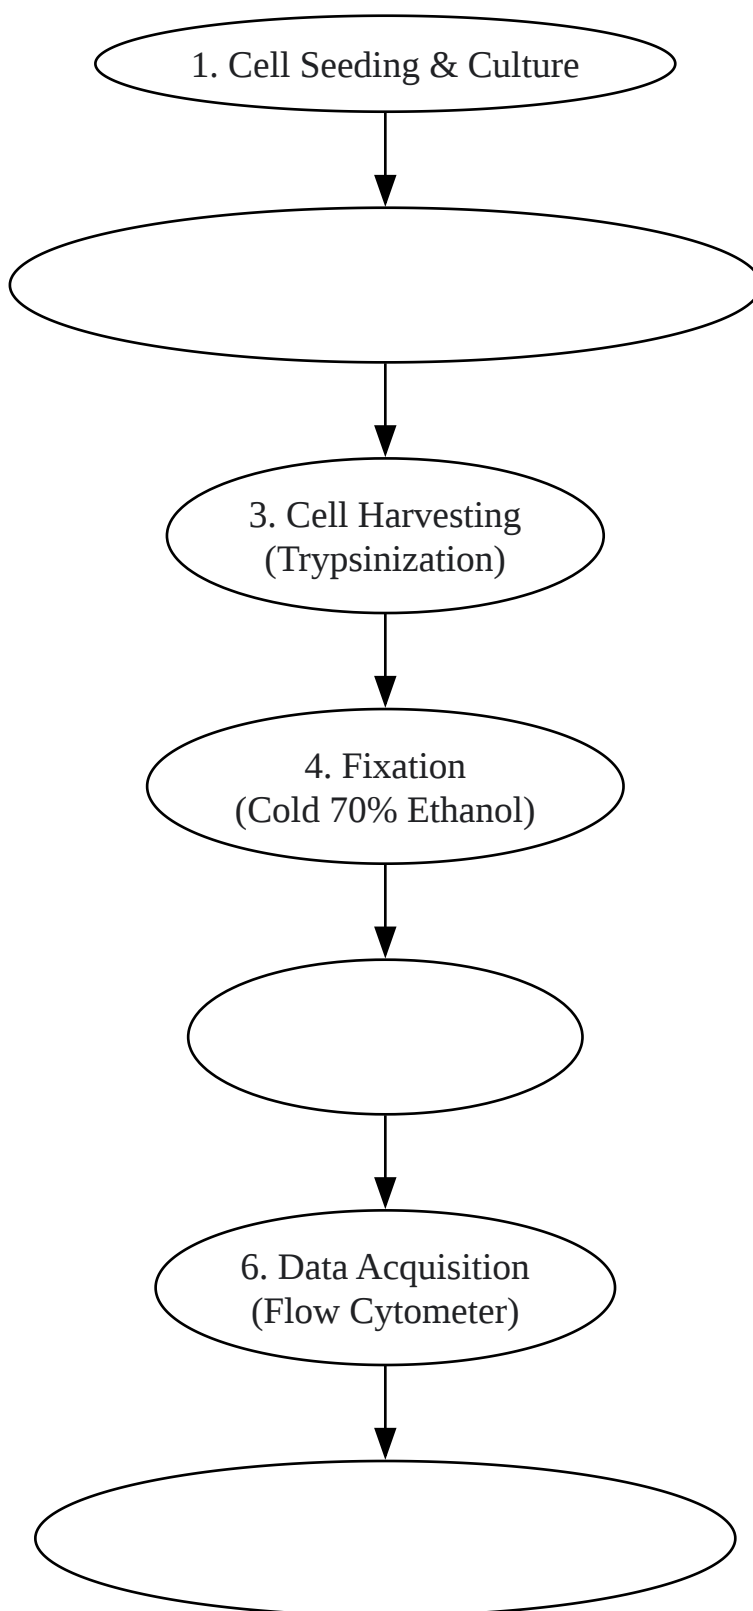 1. Cell Seeding & Culture
3. Cell Harvesting
(Trypsinization)
4. Fixation
(Cold 70% Ethanol)
6. Data Acquisition
(Flow Cytometer)